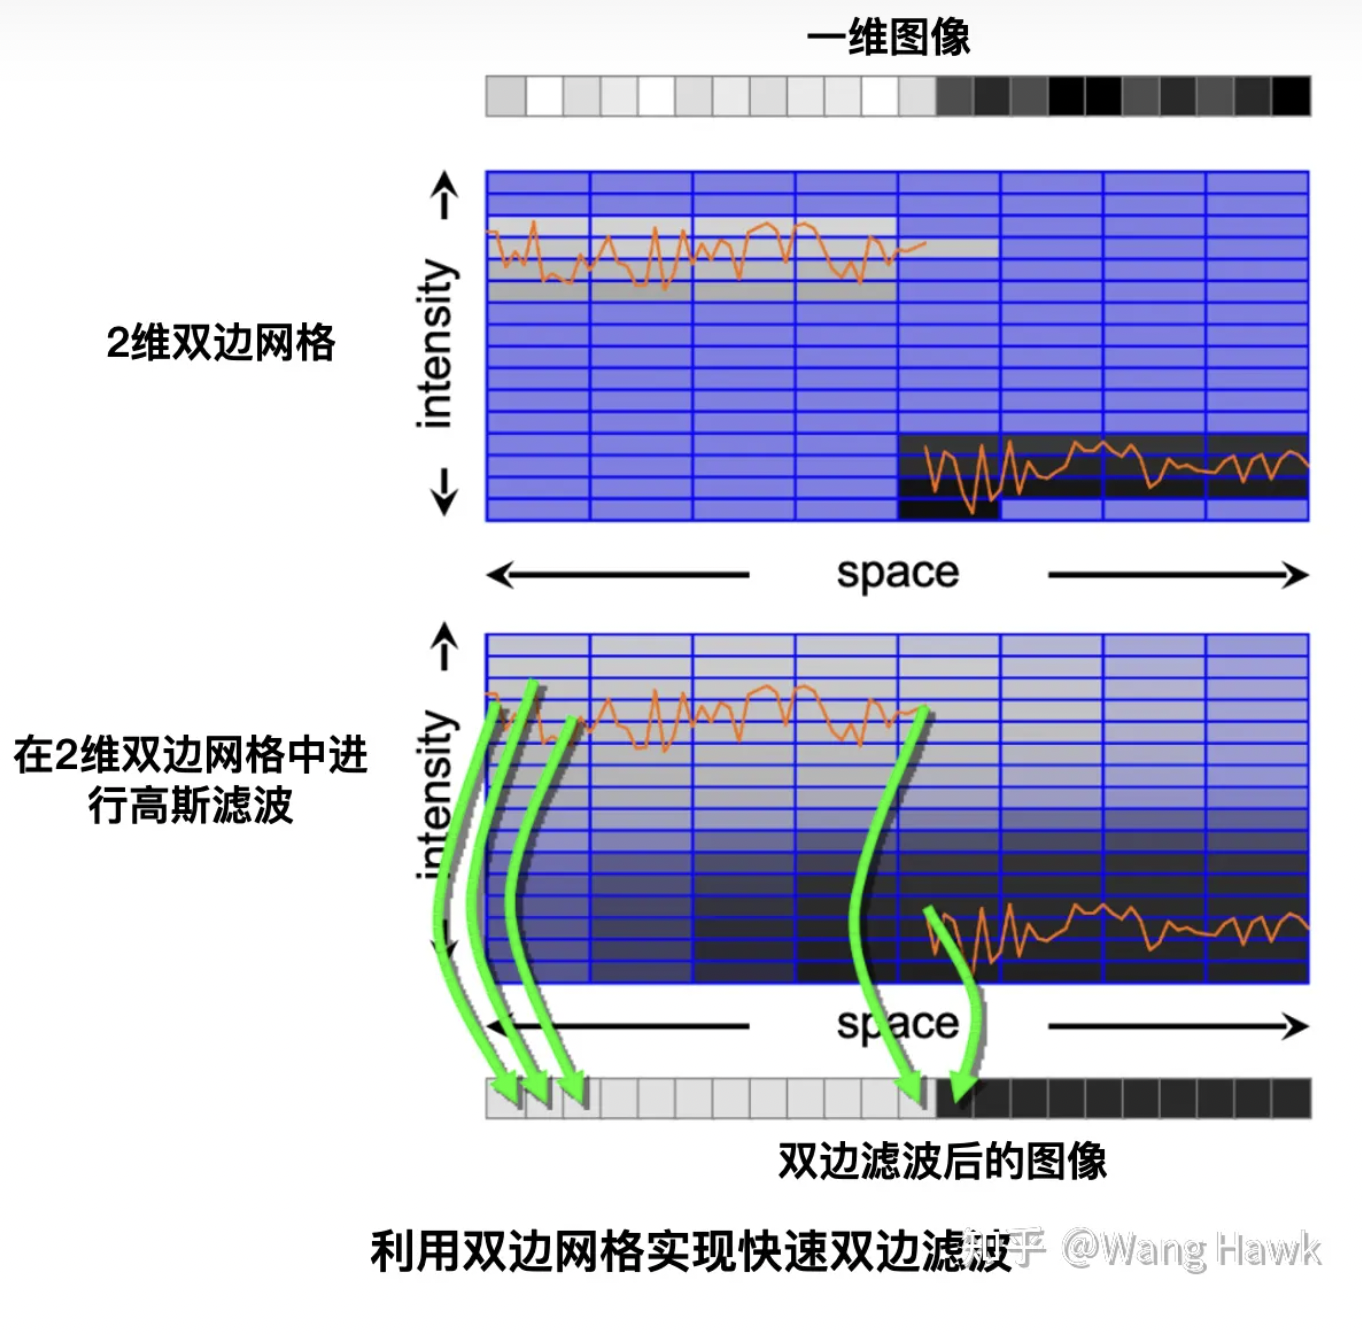 一维图像
2维双边网格
intensity
space
在2维双边网格中进
行高斯滤波
intensity
space
双边滤波后的图像
利用双边网格实现快速双边滤波
知乎 @Wang Hawk